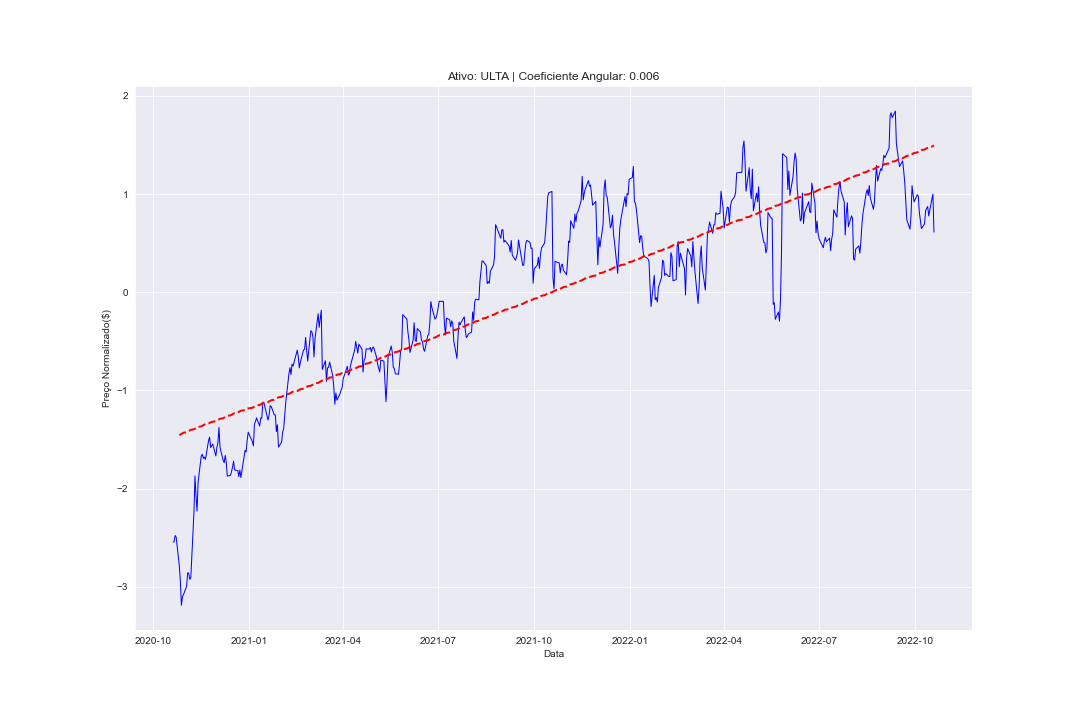 Ativo: ULTA | Coeficiente Angular: 0.006
Preço Normalizado($)
2
1
0
−1
−2
−3
2020-10 2021-01 2021-04 2021-07 2021-10 2022-01 2022-04 2022-07 2022-10
Data